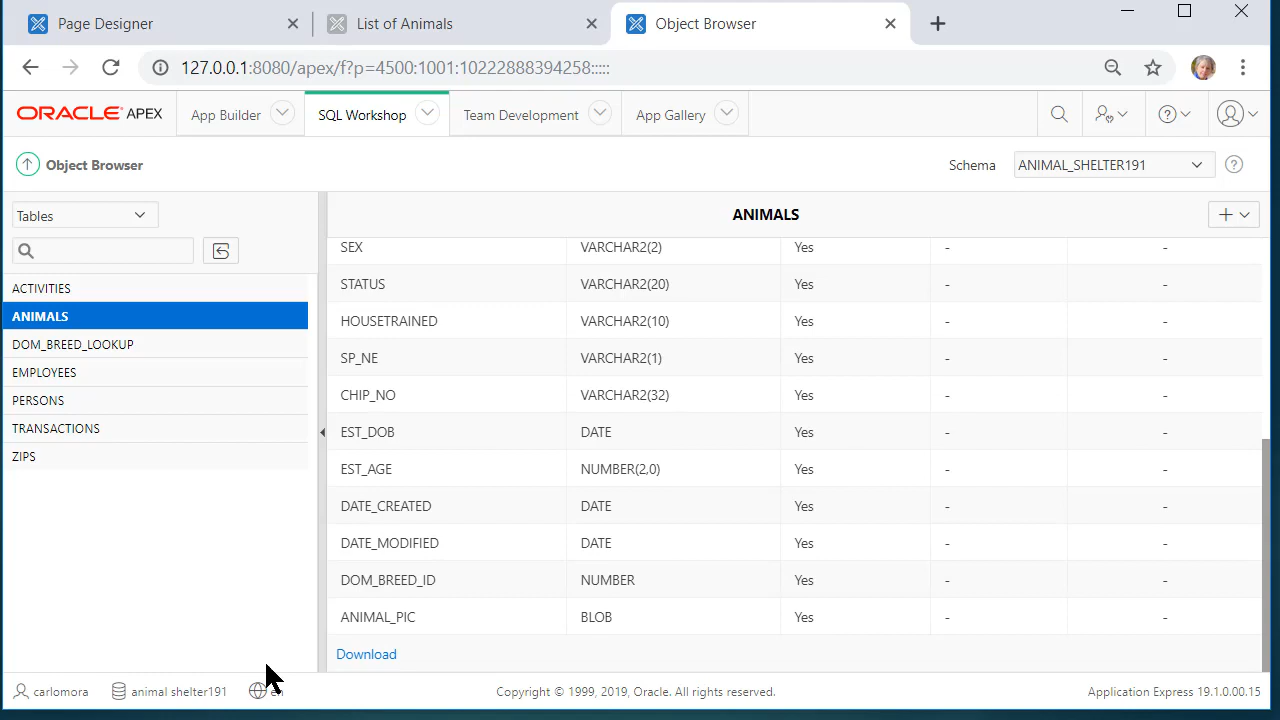 Page Designer
List of Animals
Object Browser
127.0.0.1:8080/apex/f?p=4500:1001:10222888394258:::::
ORACLE APEX
App Builder
SQL Workshop
Team Development
App Gallery
Object Browser
Schema
ANIMAL_SHELTER191
Tables
ANIMALS
ACTIVITIES
ANIMALS
DOM_BREED_LOOKUP
EMPLOYEES
PERSONS
TRANSACTIONS
ZIPS
SEX VARCHAR2(2) Yes - -
STATUS VARCHAR2(20) Yes - -
HOUSETRAINED VARCHAR2(10) Yes - -
SP_NE VARCHAR2(1) Yes - -
CHIP_NO VARCHAR2(32) Yes - -
EST_DOB DATE Yes - -
EST_AGE NUMBER(2,0) Yes - -
DATE_CREATED DATE Yes - -
DATE_MODIFIED DATE Yes - -
DOM_BREED_ID NUMBER Yes - -
ANIMAL_PIC BLOB Yes - -
Download
carlomora
animal shelter191
Copyright © 1999, 2019, Oracle. All rights reserved.
Application Express 19.1.0.00.15